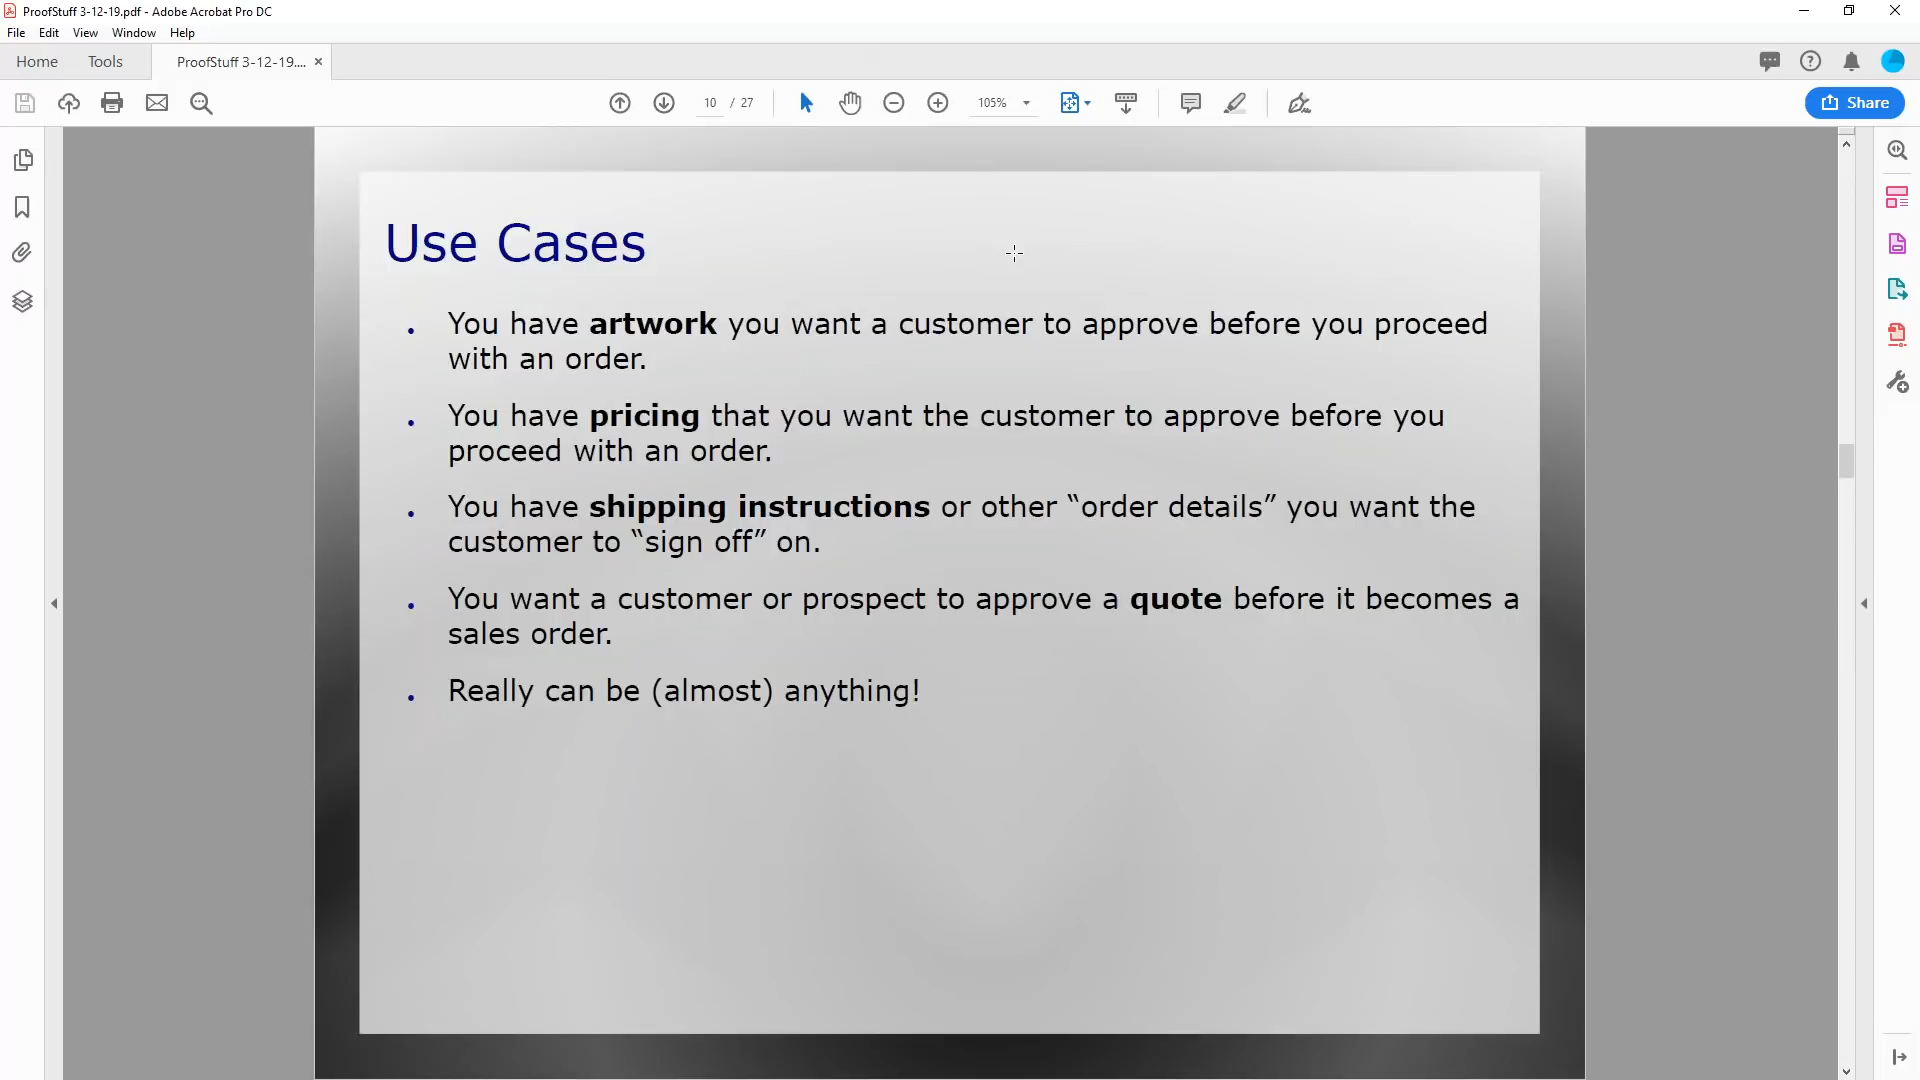 ProofStuff 3-12-19.pdf - Adobe Acrobat Pro DC
File Edit View Window Help
Home Tools ProofStuff 3-12-19....
10 / 27 105% Share
Use Cases
You have artwork you want a customer to approve before you proceed
with an order.
You have pricing that you want the customer to approve before you
proceed with an order.
You have shipping instructions or other “order details” you want the
customer to “sign off” on.
You want a customer or prospect to approve a quote before it becomes a
sales order.
Really can be (almost) anything!